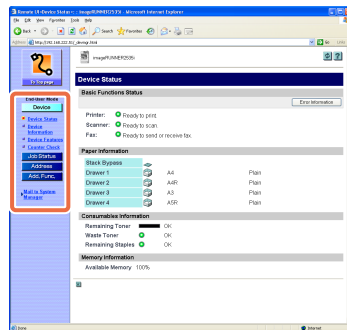 Remote UI <Device Status> : imageRUNNER2535i - Microsoft Internet Explorer
File Edit View Favorites Tools Help
Back Search Favorites
Address Go Links
imageRUNNER2535i
To Top page
Device Status
End-User Mode
Device
Device Status
Device Information
Device Features
Counter Check
Job Status
Address
Add. Func.
Mail to System Manager
Basic Functions Status
Error Information
Printer: Ready to print.
Scanner: Ready to scan.
Fax: Ready to send or receive fax.
Paper Information
Stack Bypass
Drawer 1 A4 Plain
Drawer 2 A4R Plain
Drawer 3 A3 Plain
Drawer 4 A5R Plain
Consumables Information
Remaining Toner OK
Waste Toner OK
Remaining Staples OK
Memory Information
Available Memory 100%
Done Internet